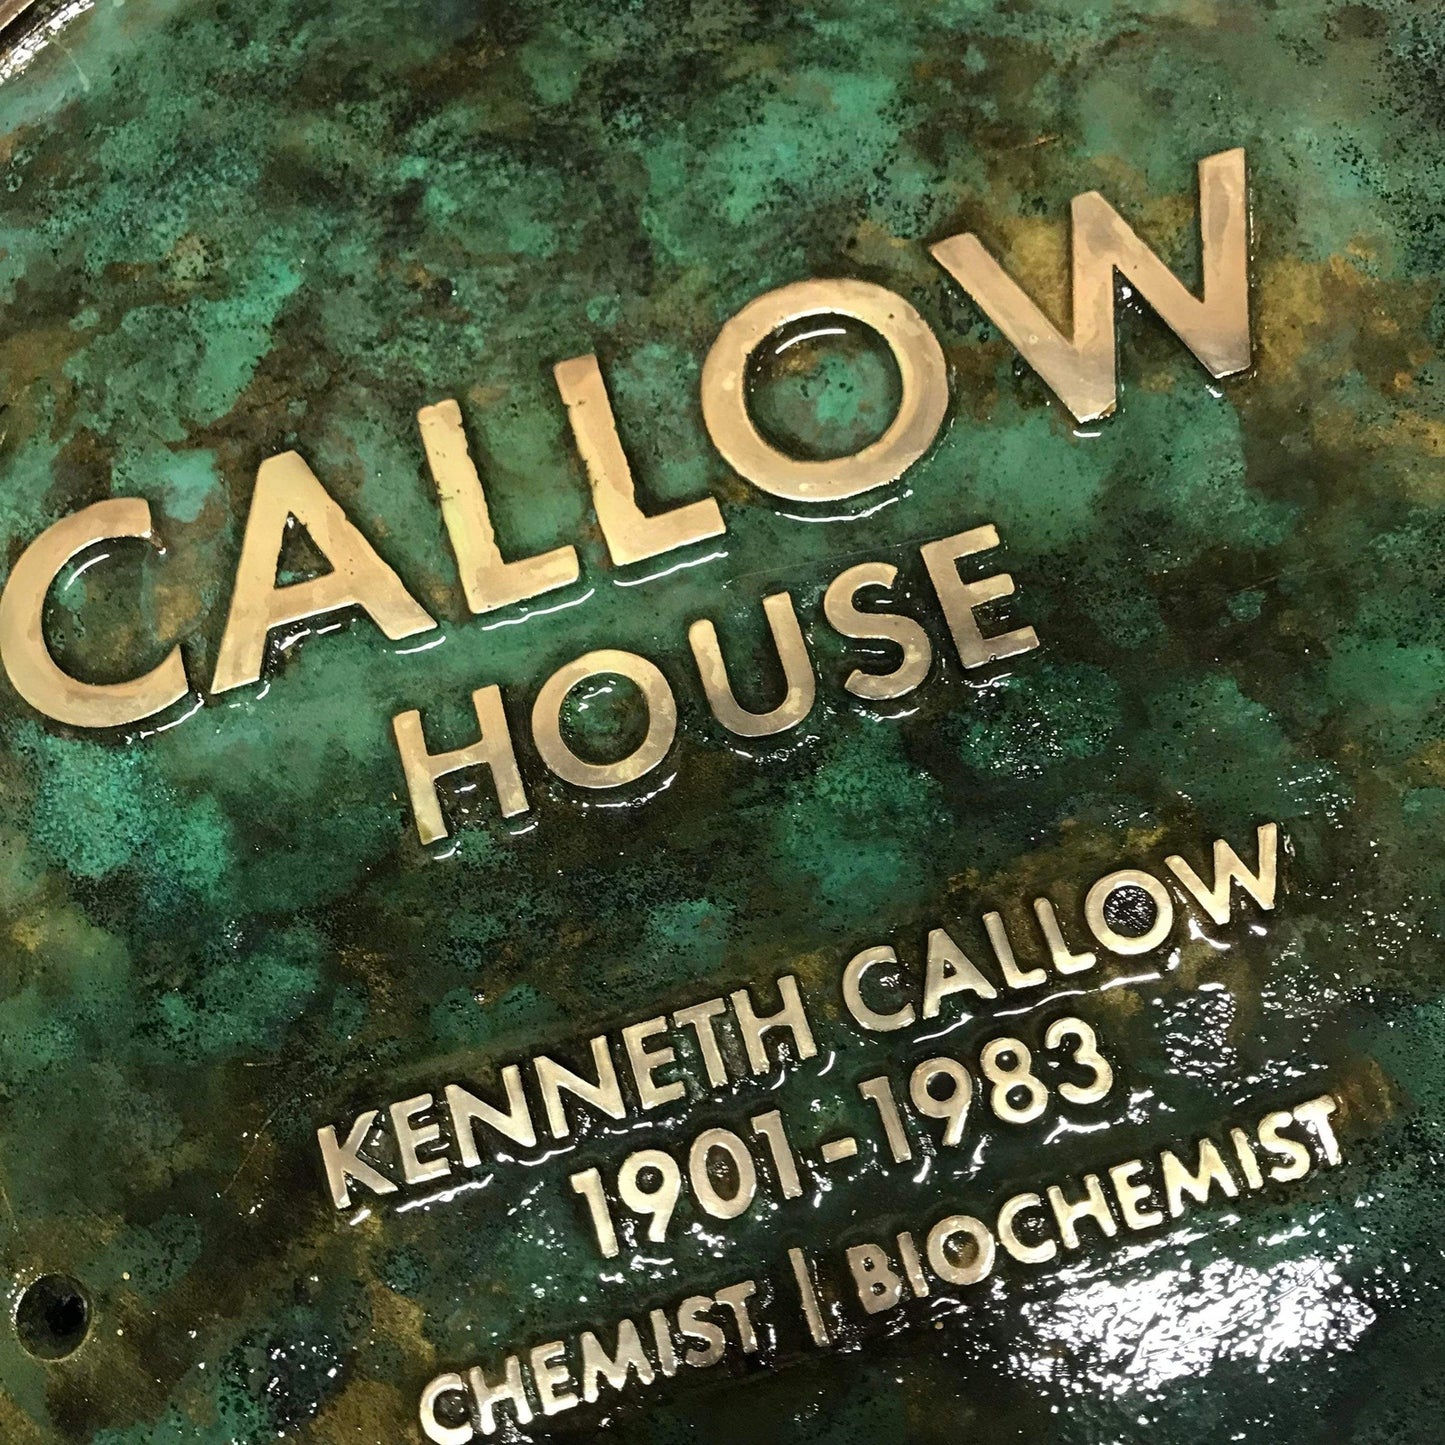 CALLOW
HOUSE
KENNETH CALLOW
1901-1983
CHEMIST | BIOCHEMIST